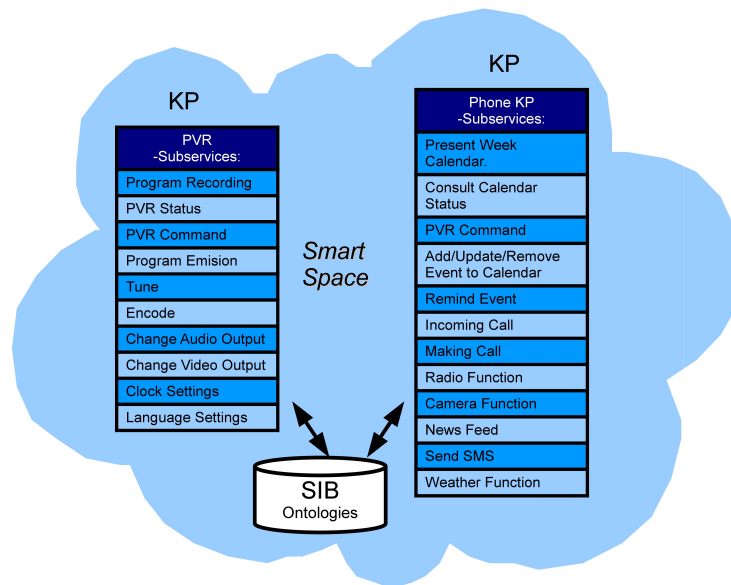 KP
PVR
-Subservices:
Program Recording
PVR Status
PVR Command
Program Emision
Tune
Encode
Change Audio Output
Change Video Output
Clock Settings
Language Settings
Smart
Space
KP
Phone KP
-Subservices:
Present Week
Calendar.
Consult Calendar
Status
PVR Command
Add/Update/Remove
Event to Calendar
Remind Event
Incoming Call
Making Call
Radio Function
Camera Function
News Feed
Send SMS
Weather Function
SIB
Ontologies